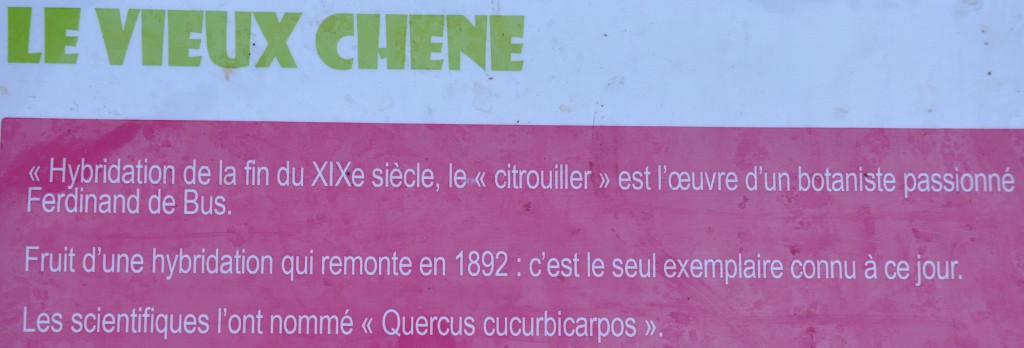 LE VIEUX CHENE
« Hybridation de la fin du XIXe siècle, le « citrouiller » est l'œuvre d'un botaniste passionné
Ferdinand de Bus.
Fruit d'une hybridation qui remonte en 1892 : c'est le seul exemplaire connu à ce jour.
Les scientifiques l'ont nommé « Quercus cucurbicarpos ».